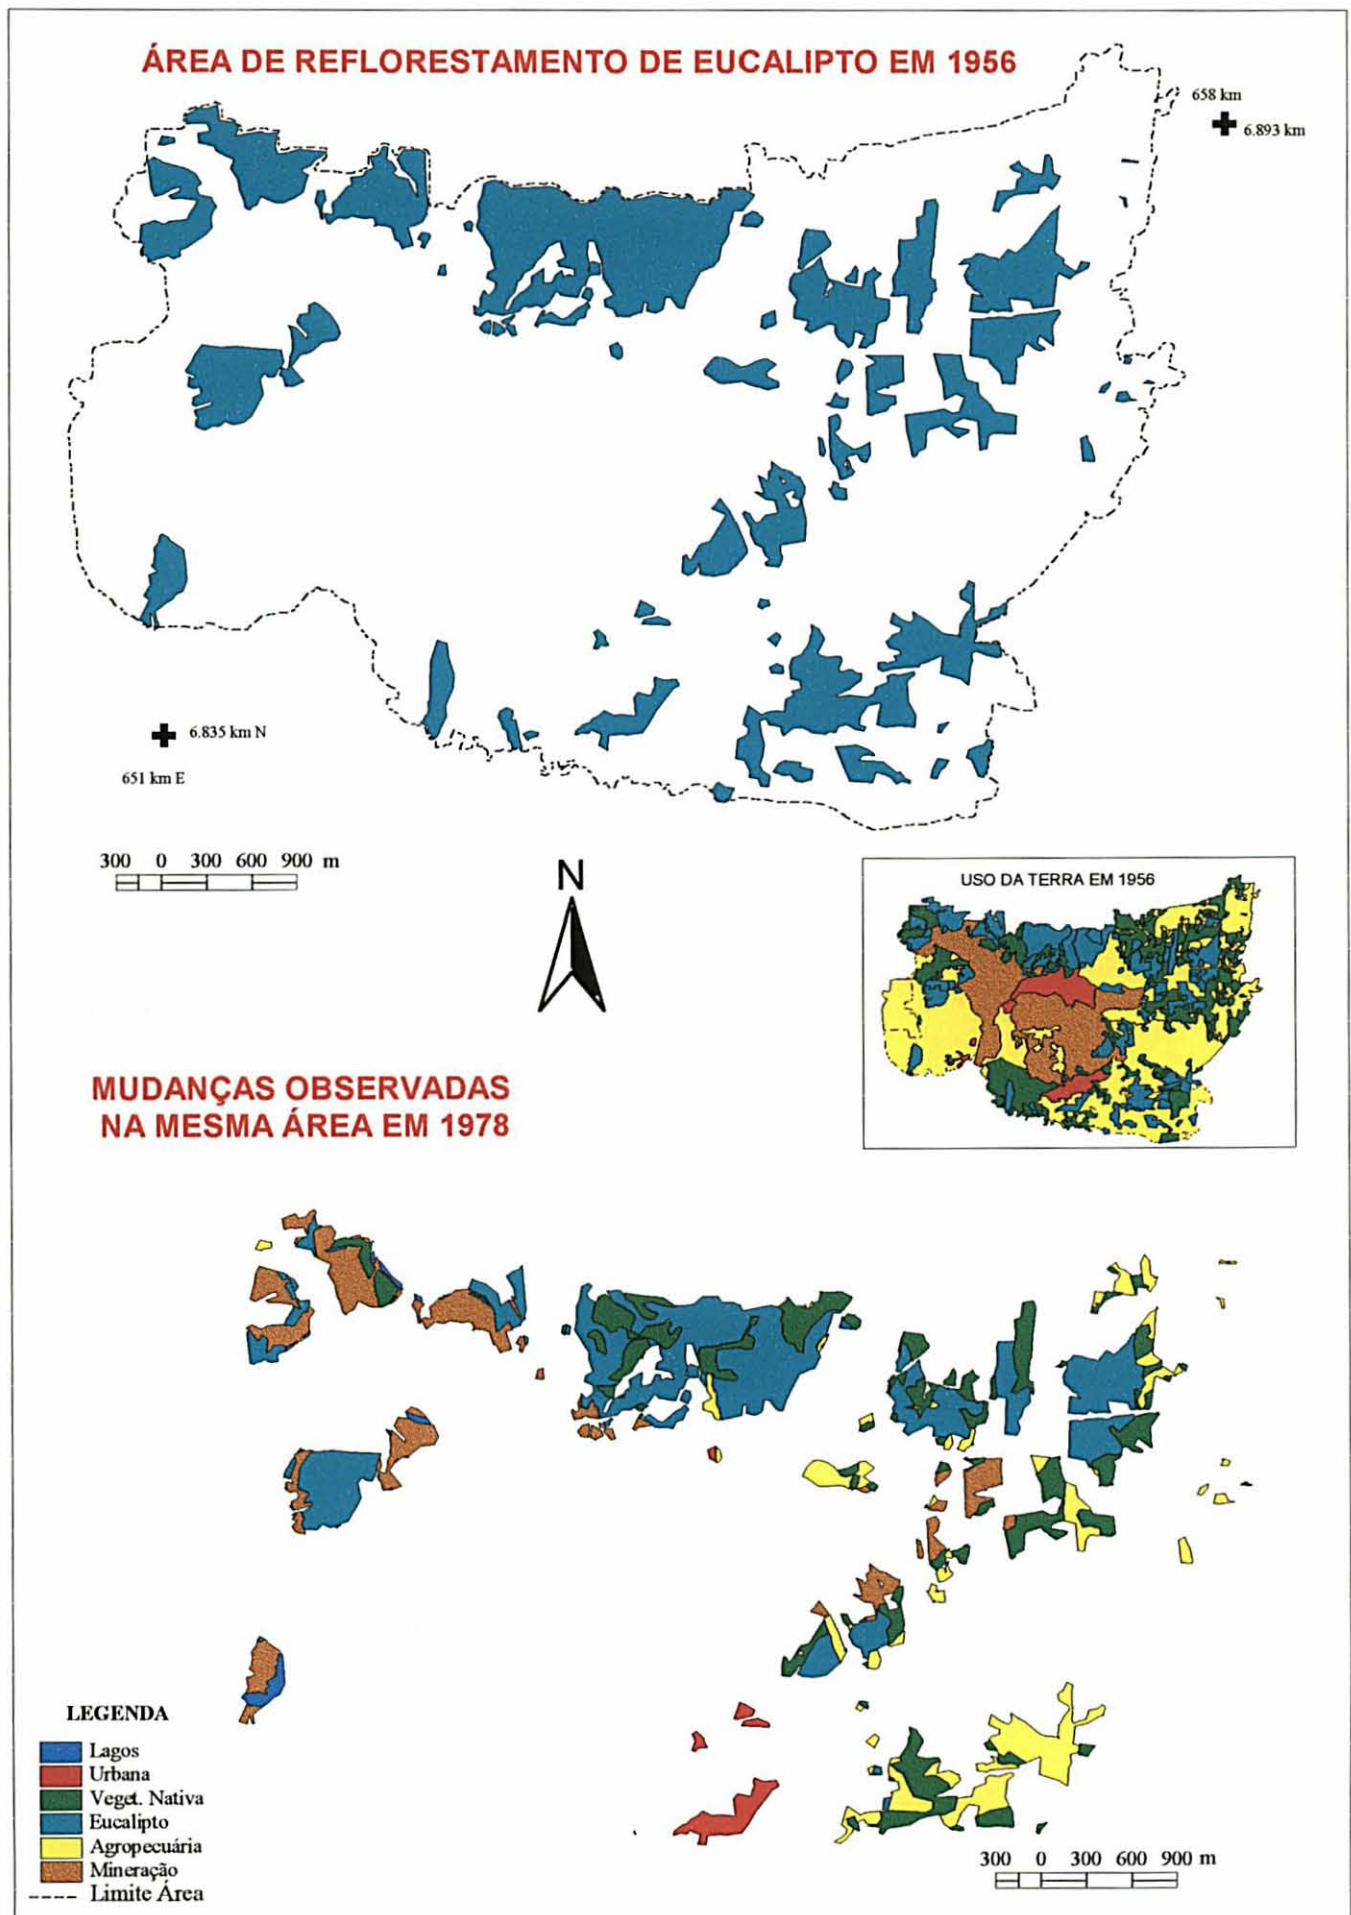 ÁREA DE REFLORESTAMENTO DE EUCALIPTO EM 1956
658 km
6.893 km
6.835 km N
651 km E
300 0 300 600 900 m
N
USO DA TERRA EM 1956
MUDANÇAS OBSERVADAS
NA MESMA ÁREA EM 1978
LEGENDA
Lagos
Urbana
Veget. Nativa
Eucalipto
Agropecuária
Mineração
Limite Área
300 0 300 600 900 m